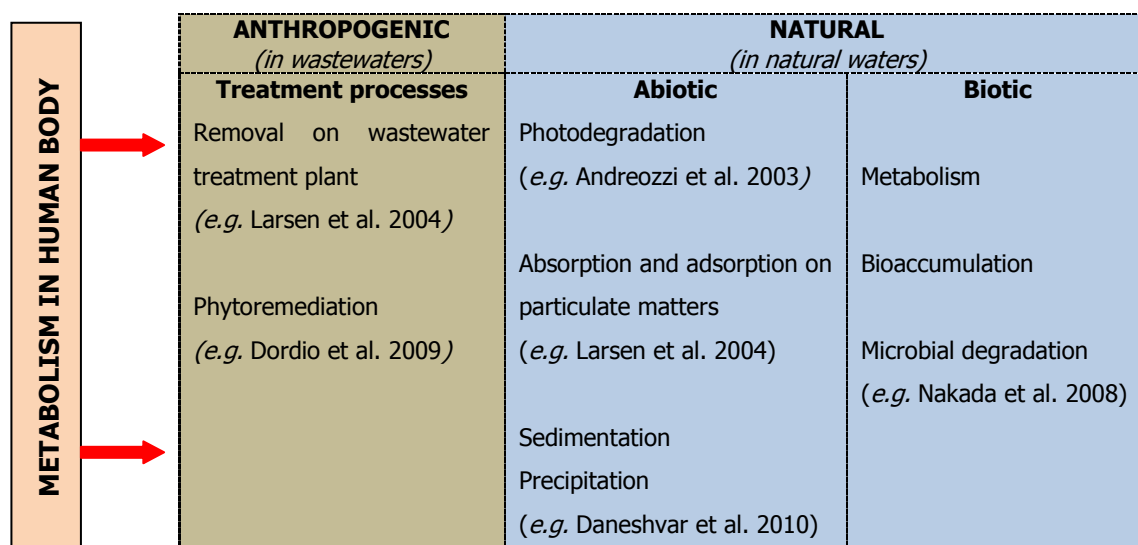 METABOLISM IN HUMAN BODY
ANTHROPOGENIC
(in wastewaters)
Treatment processes
Removal on wastewater
treatment plant
(e.g. Larsen et al. 2004)
Phytoremediation
(e.g. Dordio et al. 2009)
NATURAL
(in natural waters)
Abiotic
Photodegradation
(e.g. Andreozzi et al. 2003)
Absorption and adsorption on
particulate matters
(e.g. Larsen et al. 2004)
Sedimentation
Precipitation
(e.g. Daneshvar et al. 2010)
Biotic
Metabolism
Bioaccumulation
Microbial degradation
(e.g. Nakada et al. 2008)